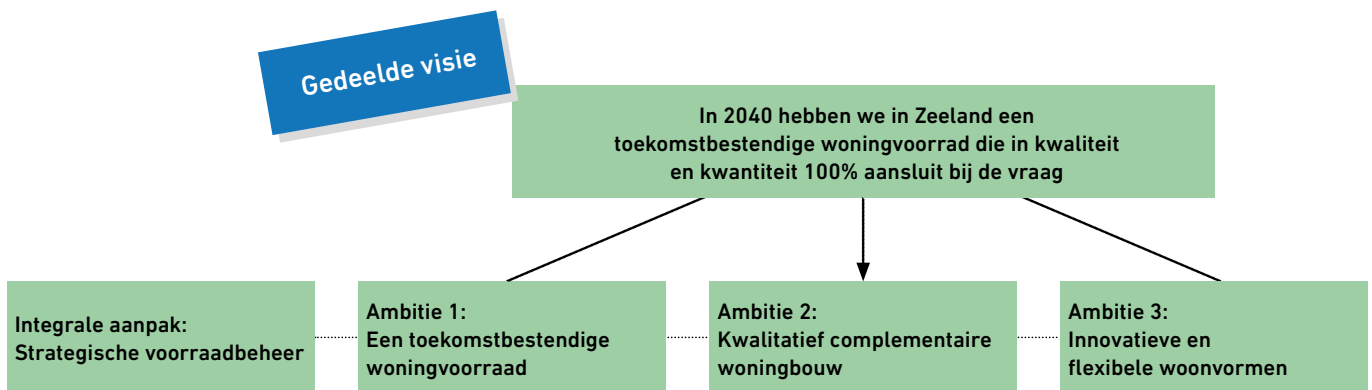 Gedeelde visie
In 2040 hebben we in Zeeland een
toekomstbestendige woningvoorrad die in kwaliteit
en kwantiteit 100% aansluit bij de vraag
Integrale aanpak:
Strategische voorraadbeheer
Ambitie 1:
Een toekomstbestendige
woningvoorraad
Ambitie 2:
Kwalitatief complementaire
woningbouw
Ambitie 3:
Innovatieve en
flexibele woonvormen